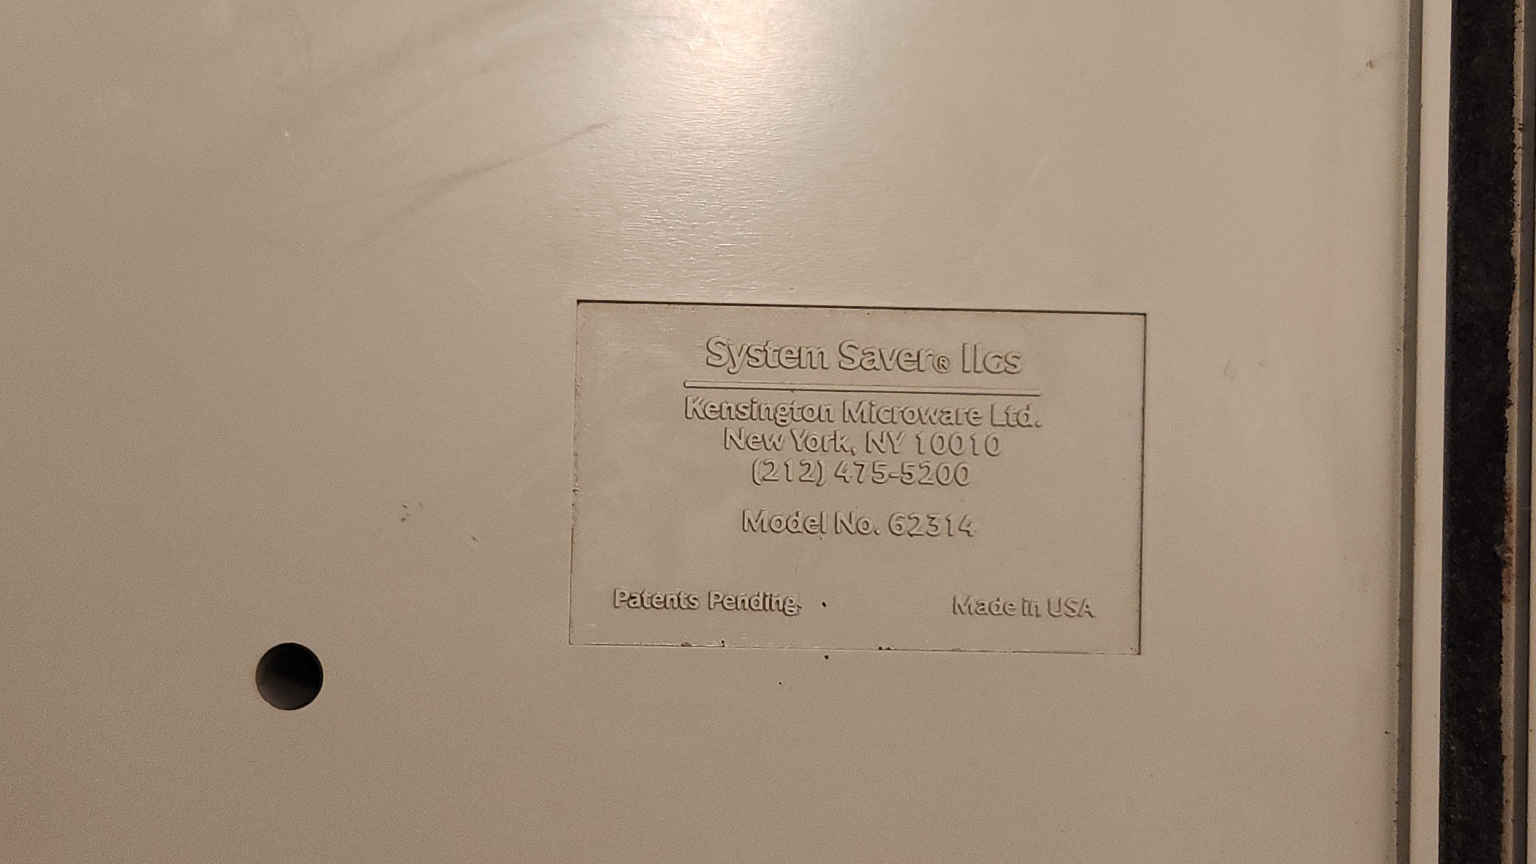 System Saver® IIGS
Kensington Microware Ltd.
New York, NY 10010
(212) 475-5200
Model No. 62314
Patents Pending. Made in USA